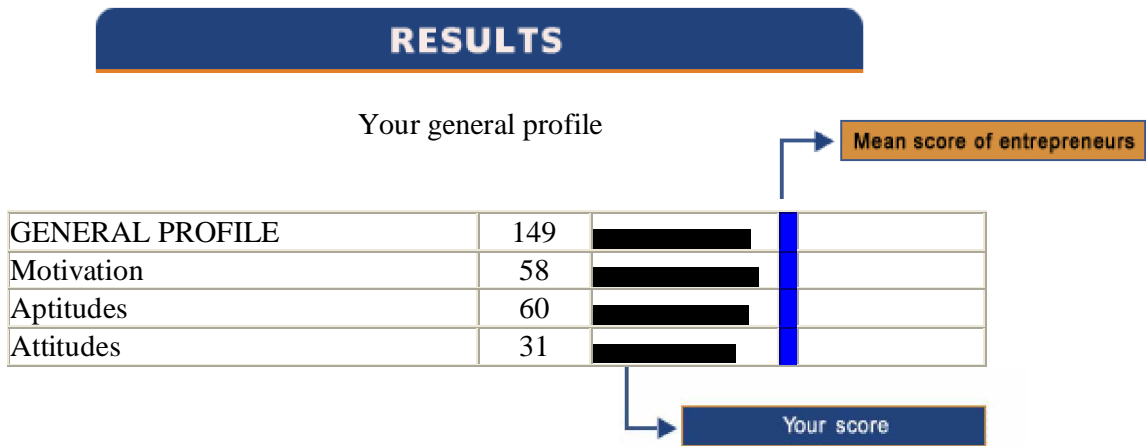 RESULTS
Your general profile
Mean score of entrepreneurs
GENERAL PROFILE 149
Motivation 58
Aptitudes 60
Attitudes 31
Your score